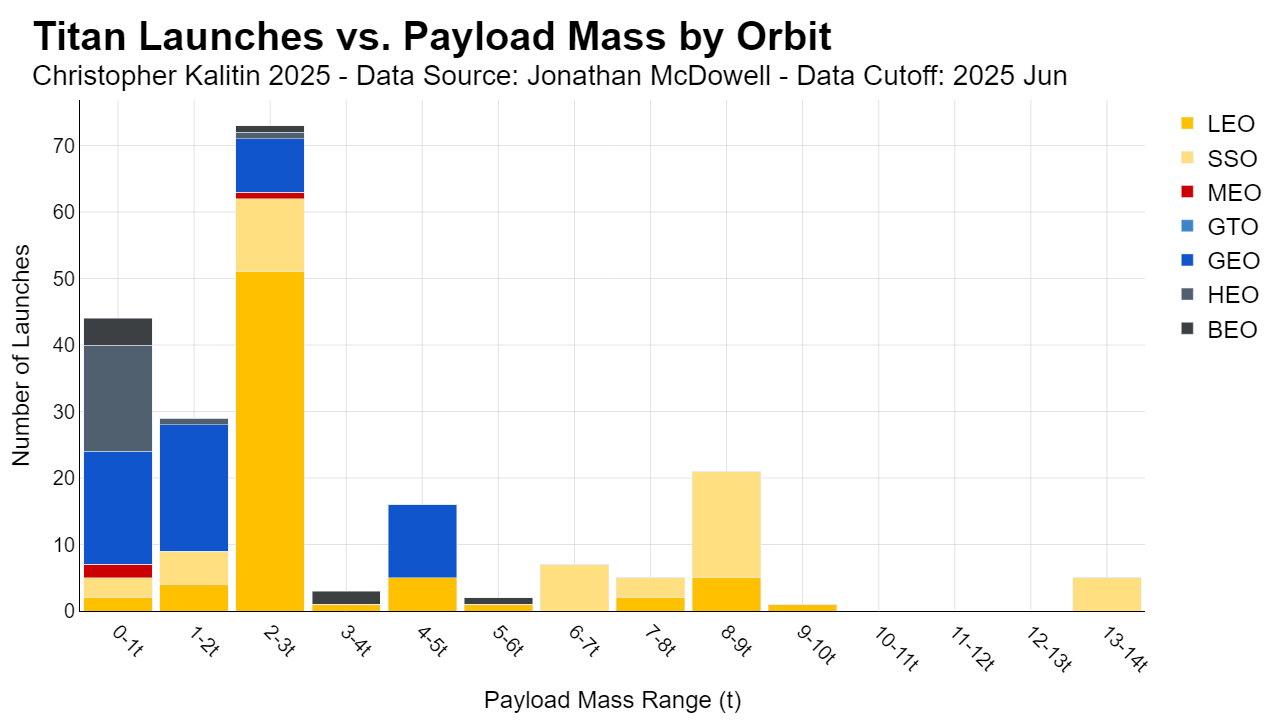 Titan Launches vs. Payload Mass by Orbit
Christopher Kalitin 2025 - Data Source: Jonathan McDowell - Data Cutoff: 2025 Jun
LEO
SSO
MEO
GTO
GEO
HEO
BEO
Number of Launches
70
60
50
40
30
20
10
0
0-1t
1-2t
2-3t
3-4t
4-5t
5-6t
6-7t
7-8t
8-9t
9-10t
10-11t
11-12t
12-13t
13-14t
Payload Mass Range (t)